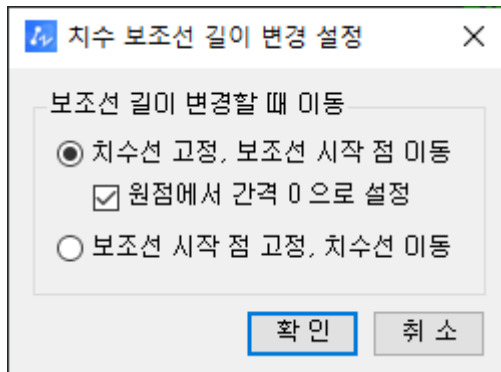 치수 보조선 길이 변경 설정
보조선 길이 변경할 때 이동
치수선 고정, 보조선 시작 점 이동
원점에서 간격 0 으로 설정
보조선 시작 점 고정, 치수선 이동
확 인 취 소